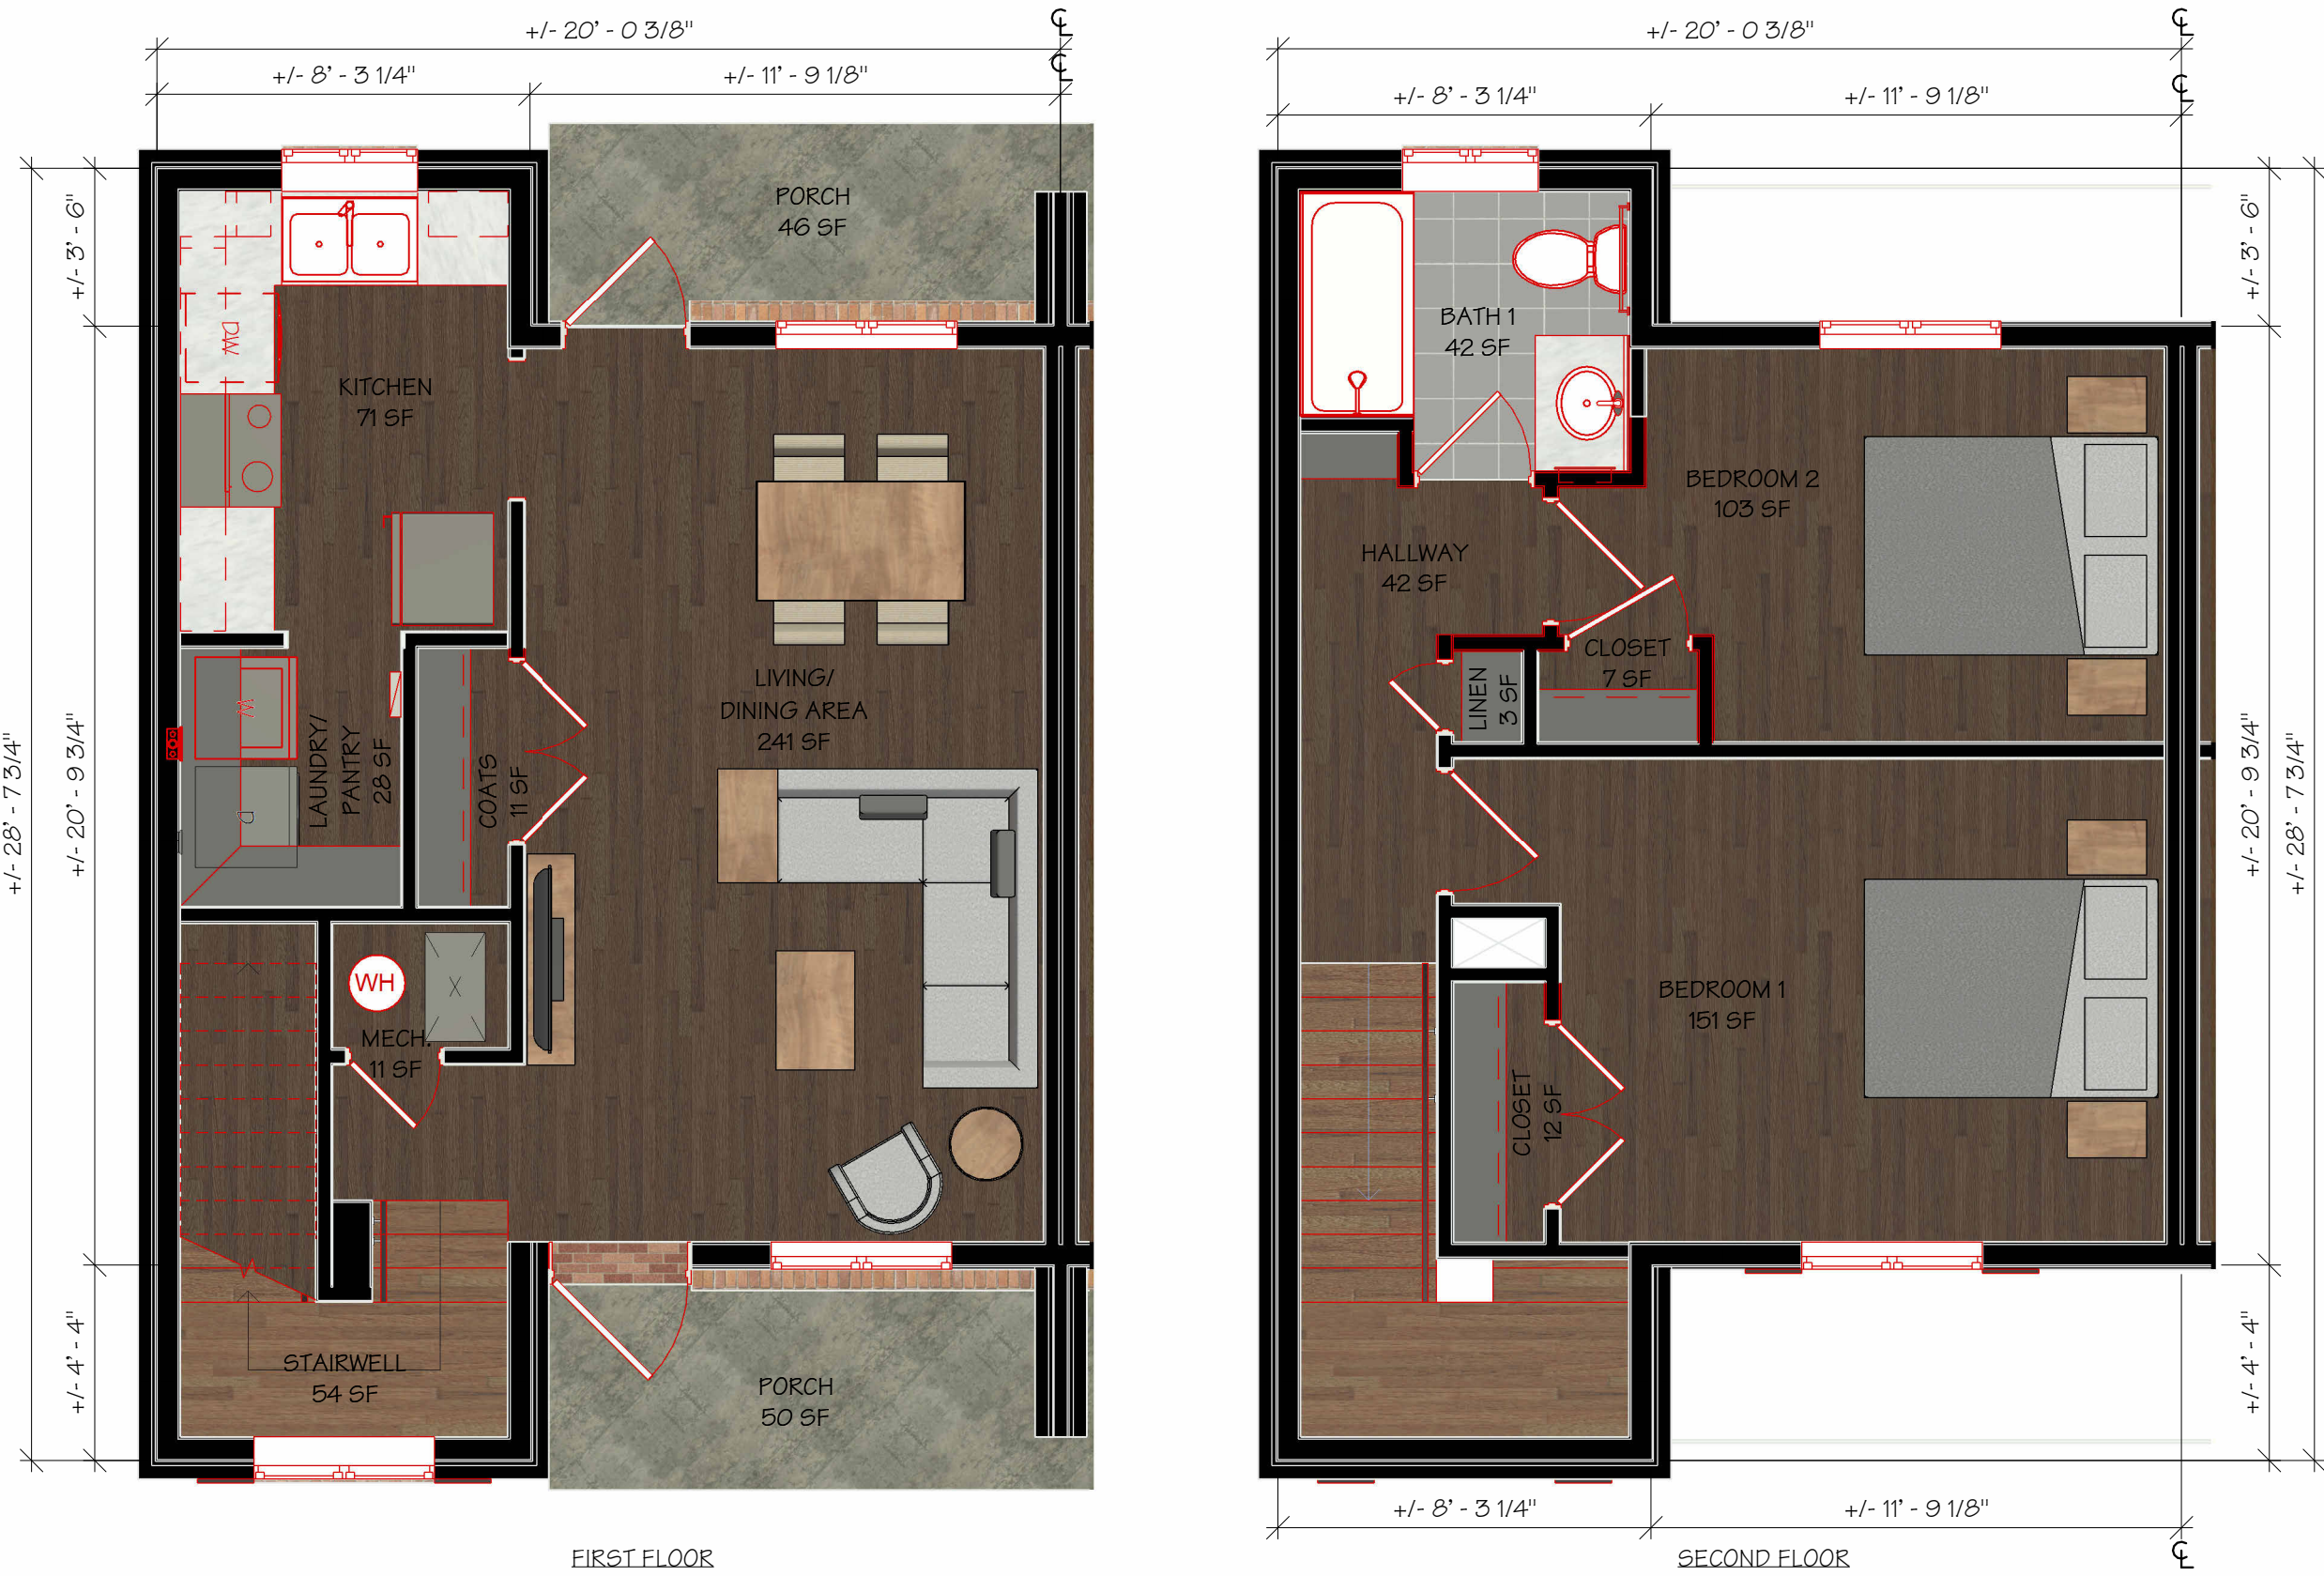 +/- 20' - 0 3/8"
℄
+/- 8' - 3 1/4"
+/- 11' - 9 1/8"
℄
+/- 28' - 7 3/4"
+/- 3' - 6"
+/- 20' - 9 3/4"
+/- 4' - 4"
PORCH
46 SF
KITCHEN
71 SF
DW
LIVING/
DINING AREA
241 SF
W
D
LAUNDRY/
PANTRY
28 SF
COATS
11 SF
WH
MECH.
11 SF
STAIRWELL
54 SF
PORCH
50 SF
FIRST FLOOR
+/- 20' - 0 3/8"
℄
+/- 8' - 3 1/4"
+/- 11' - 9 1/8"
℄
BATH 1
42 SF
BEDROOM 2
103 SF
HALLWAY
42 SF
CLOSET
7 SF
LINEN
3 SF
BEDROOM 1
151 SF
CLOSET
12 SF
+/- 3' - 6"
+/- 20' - 9 3/4"
+/- 28' - 7 3/4"
+/- 4' - 4"
+/- 8' - 3 1/4"
+/- 11' - 9 1/8"
℄
SECOND FLOOR